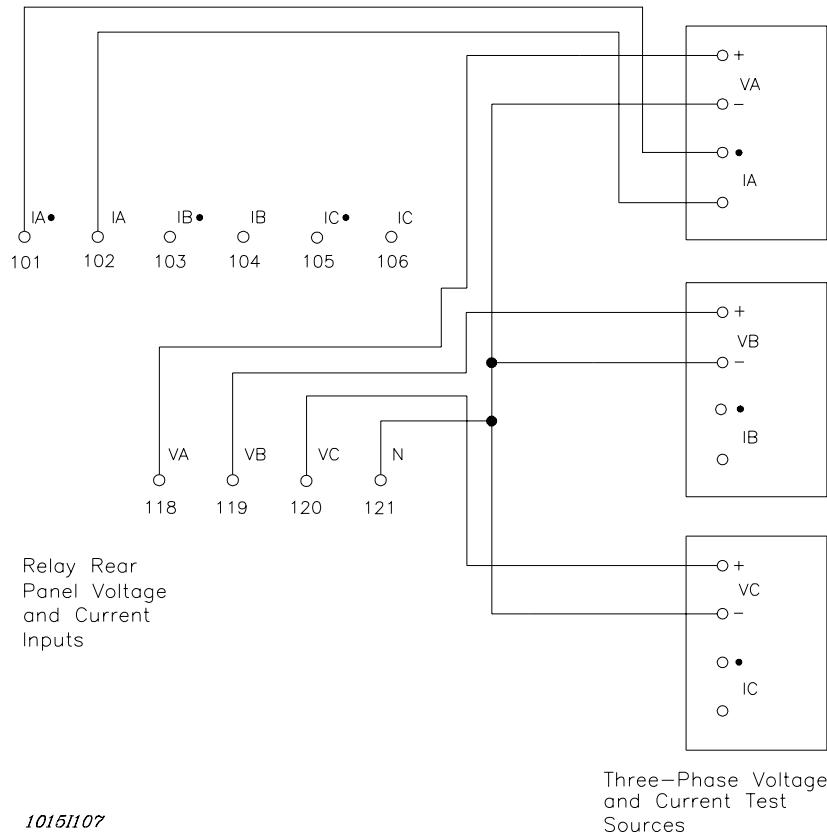 +
VA
−
•
IA
IA• IA IB• IB IC• IC
101 102 103 104 105 106
+
VB
−
•
IB
VA VB VC N
118 119 120 121
Relay Rear
Panel Voltage
and Current
Inputs
+
VC
−
•
IC
Three−Phase Voltage
and Current Test
Sources
1015I107